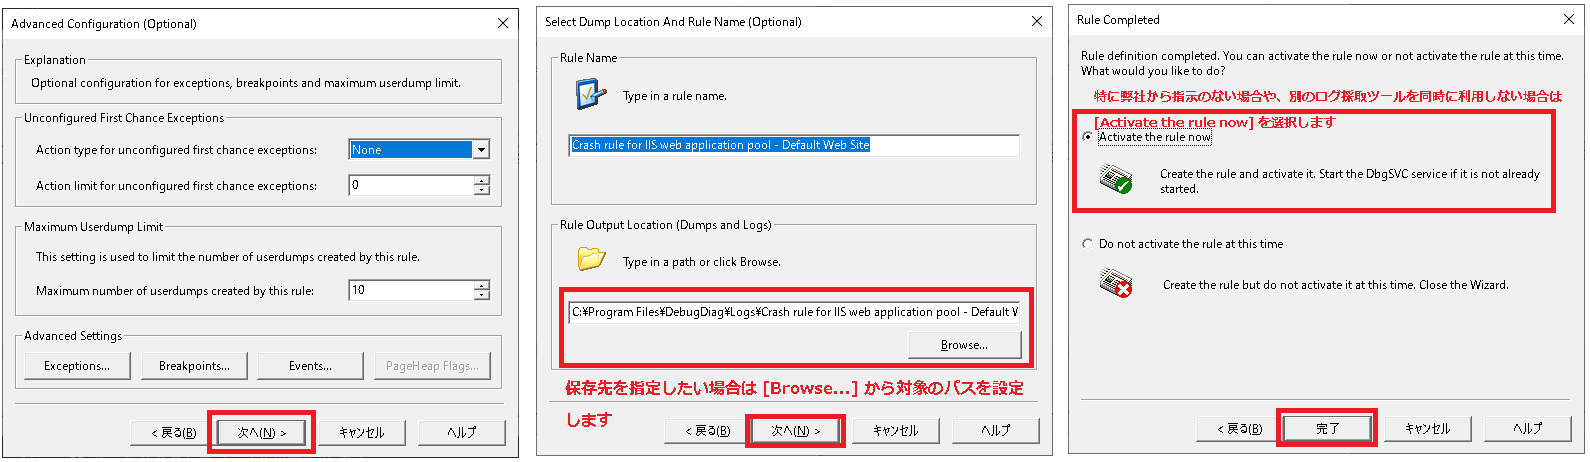 Advanced Configuration (Optional)
Explanation
Optional configuration for exceptions, breakpoints and maximum userdump limit.
Unconfigured First Chance Exceptions
Action type for unconfigured first chance exceptions:
None
Action limit for unconfigured first chance exceptions:
0
Maximum Userdump Limit
This setting is used to limit the number of userdumps created by this rule.
Maximum number of userdumps created by this rule:
10
Advanced Settings
Exceptions...
Breakpoints...
Events...
PageHeap Flags...
< 戻る(B)
次へ(N) >
キャンセル
ヘルプ
Select Dump Location And Rule Name (Optional)
Rule Name
Type in a rule name.
Crash rule for IIS web application pool - Default Web Site
Rule Output Location (Dumps and Logs)
Type in a path or click Browse.
C:¥Program Files¥DebugDiag¥Logs¥Crash rule for IIS web application pool - Default W
Browse...
保存先を指定したい場合は [Browse...] から対象のパスを設定
します
< 戻る(B)
次へ(N) >
キャンセル
ヘルプ
Rule Completed
Rule definition completed. You can activate the rule now or not activate the rule at this time.
What would you like to do?
特に弊社から指示のない場合や、別のログ採取ツールを同時に利用しない場合は
[Activate the rule now] を選択します
Activate the rule now
Create the rule and activate it. Start the DbgSVC service if it is not already
started.
Do not activate the rule at this time
Create the rule but do not activate it at this time. Close the Wizard.
< 戻る(B)
完了
キャンセル
ヘルプ